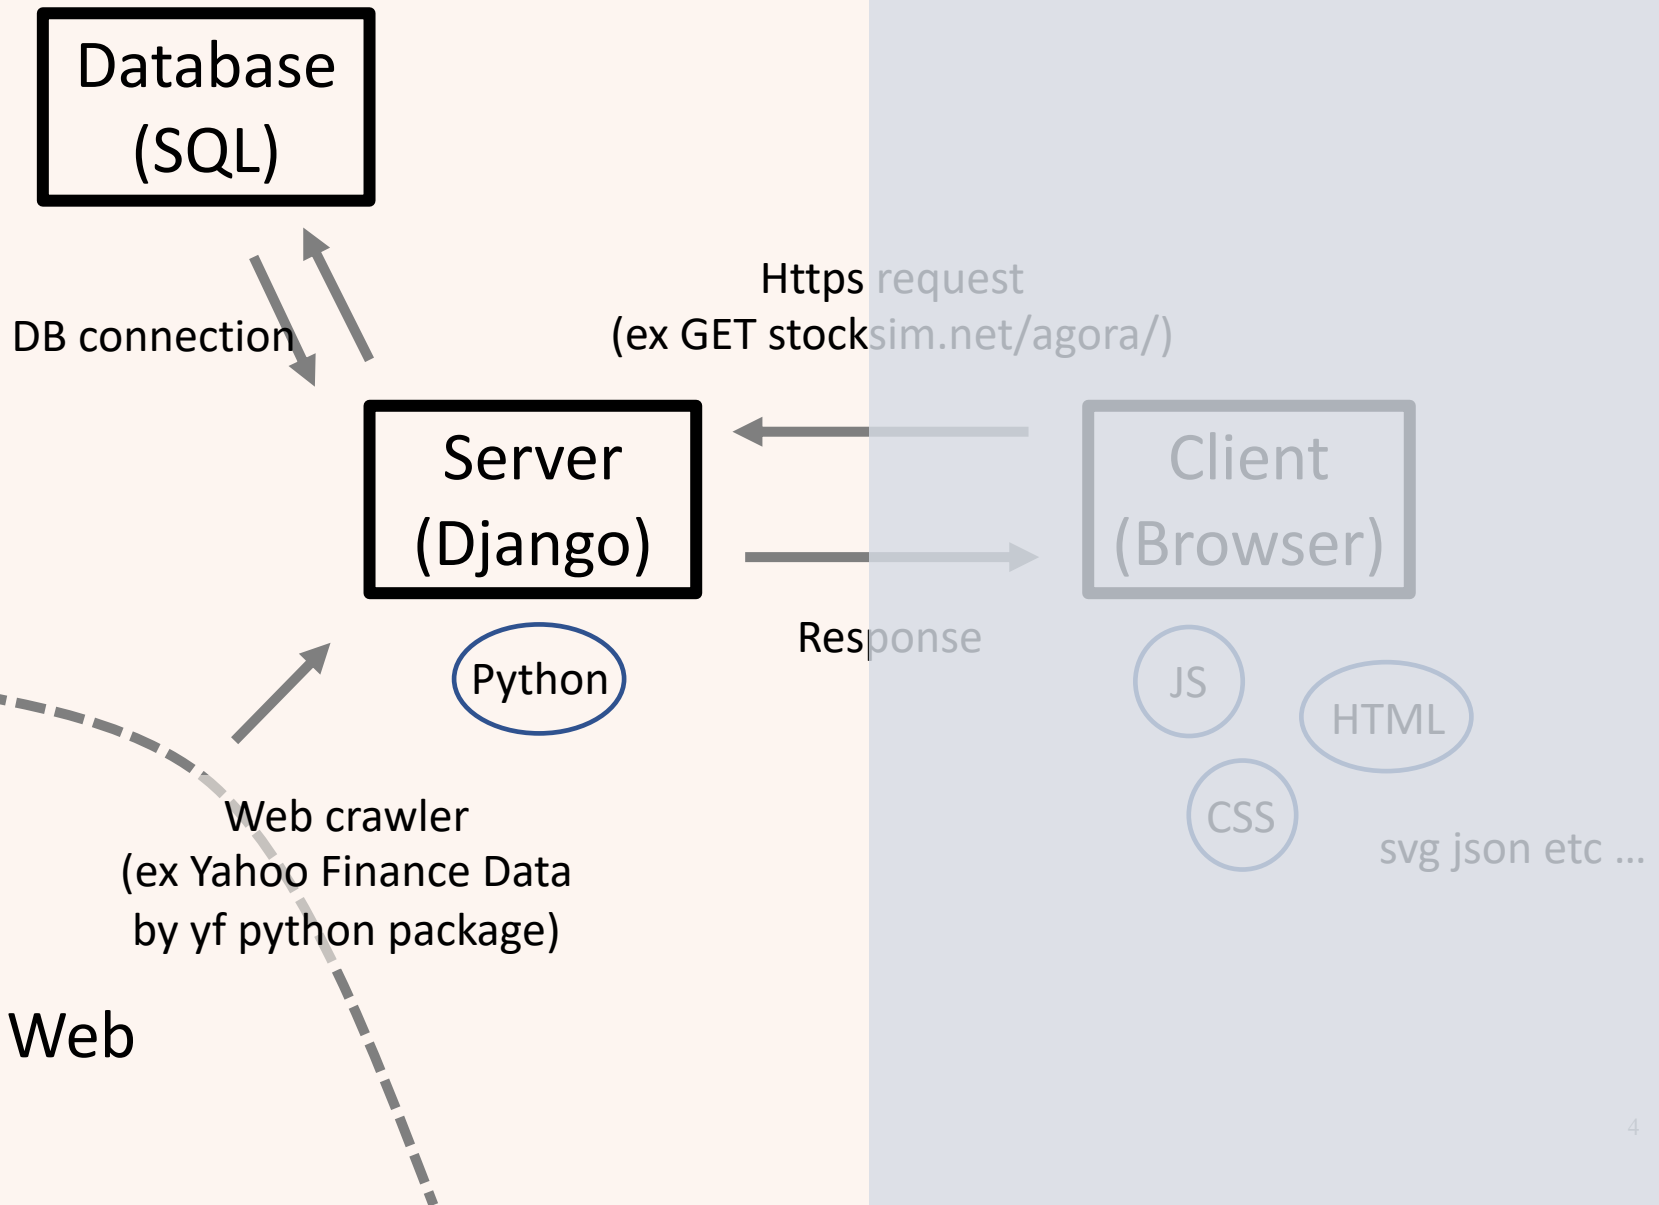 Database
(SQL)
DB connection
Https request
(ex GET stocksim.net/agora/)
Server
(Django)
Client
(Browser)
Response
Python
JS
HTML
CSS
svg json etc ...
Web crawler
(ex Yahoo Finance Data
by yf python package)
Web
4